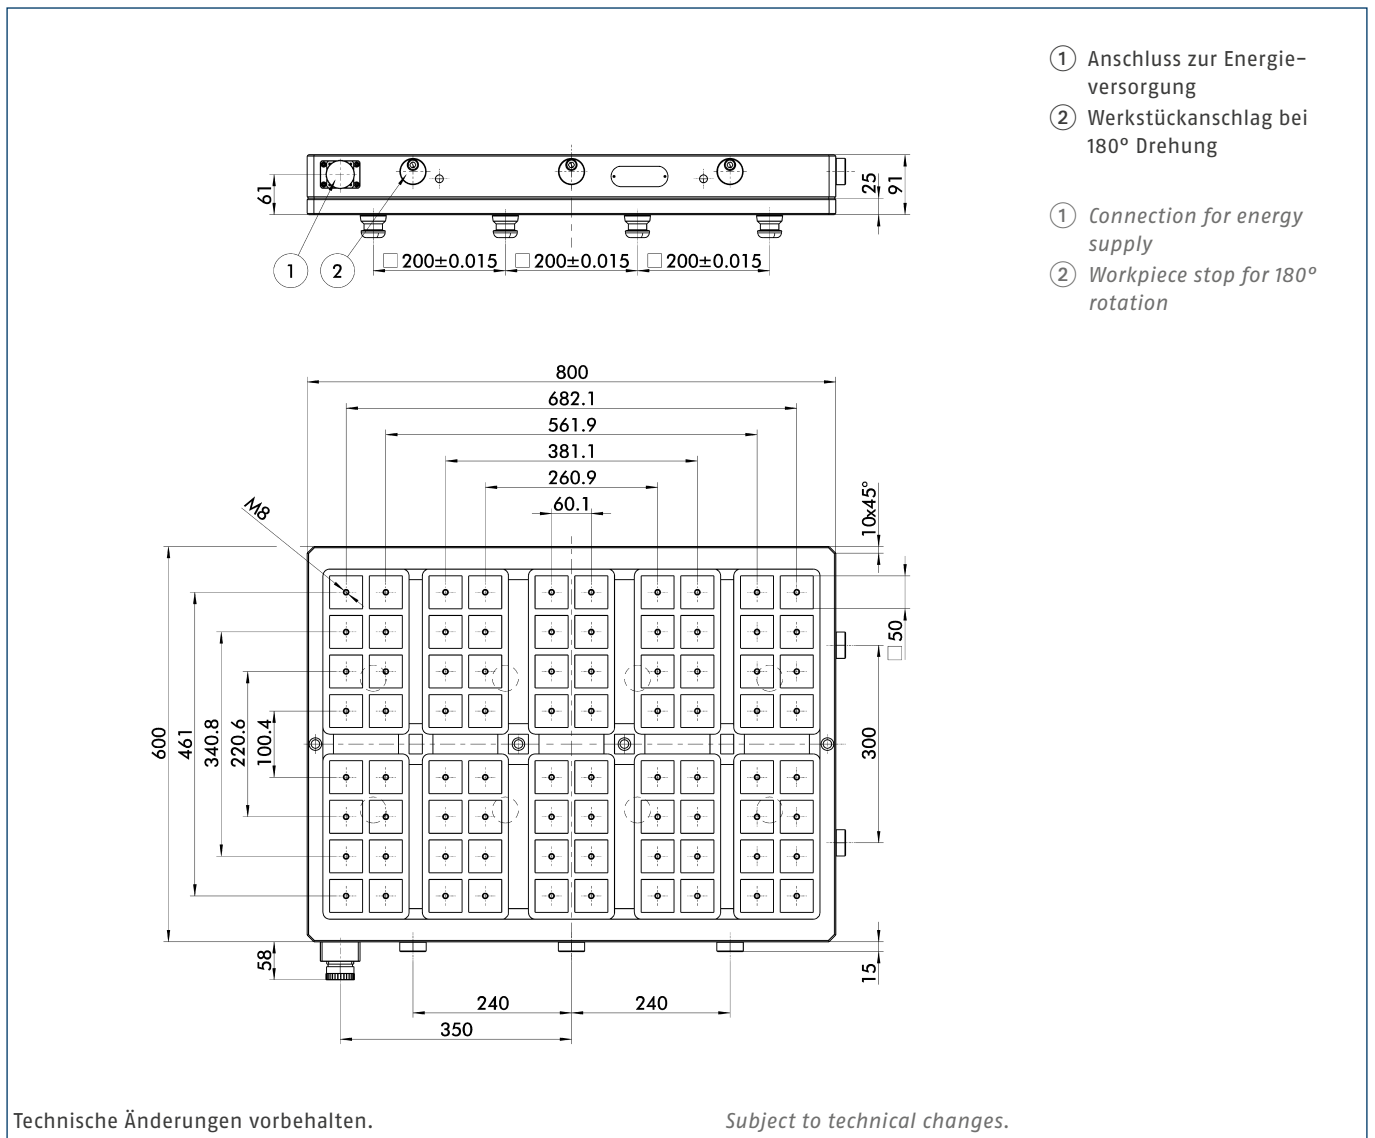 ① Anschluss zur Energie-
versorgung
② Werkstückanschlag bei
180° Drehung
① Connection for energy
supply
② Workpiece stop for 180°
rotation
61
25
91
1
2
□ 200±0.015
□ 200±0.015
□ 200±0.015
800
682.1
561.9
381.1
260.9
60.1
M8
10x45°
□ 50
600
461
340.8
220.6
100.4
300
58
15
240
240
350
Technische Änderungen vorbehalten.
Subject to technical changes.